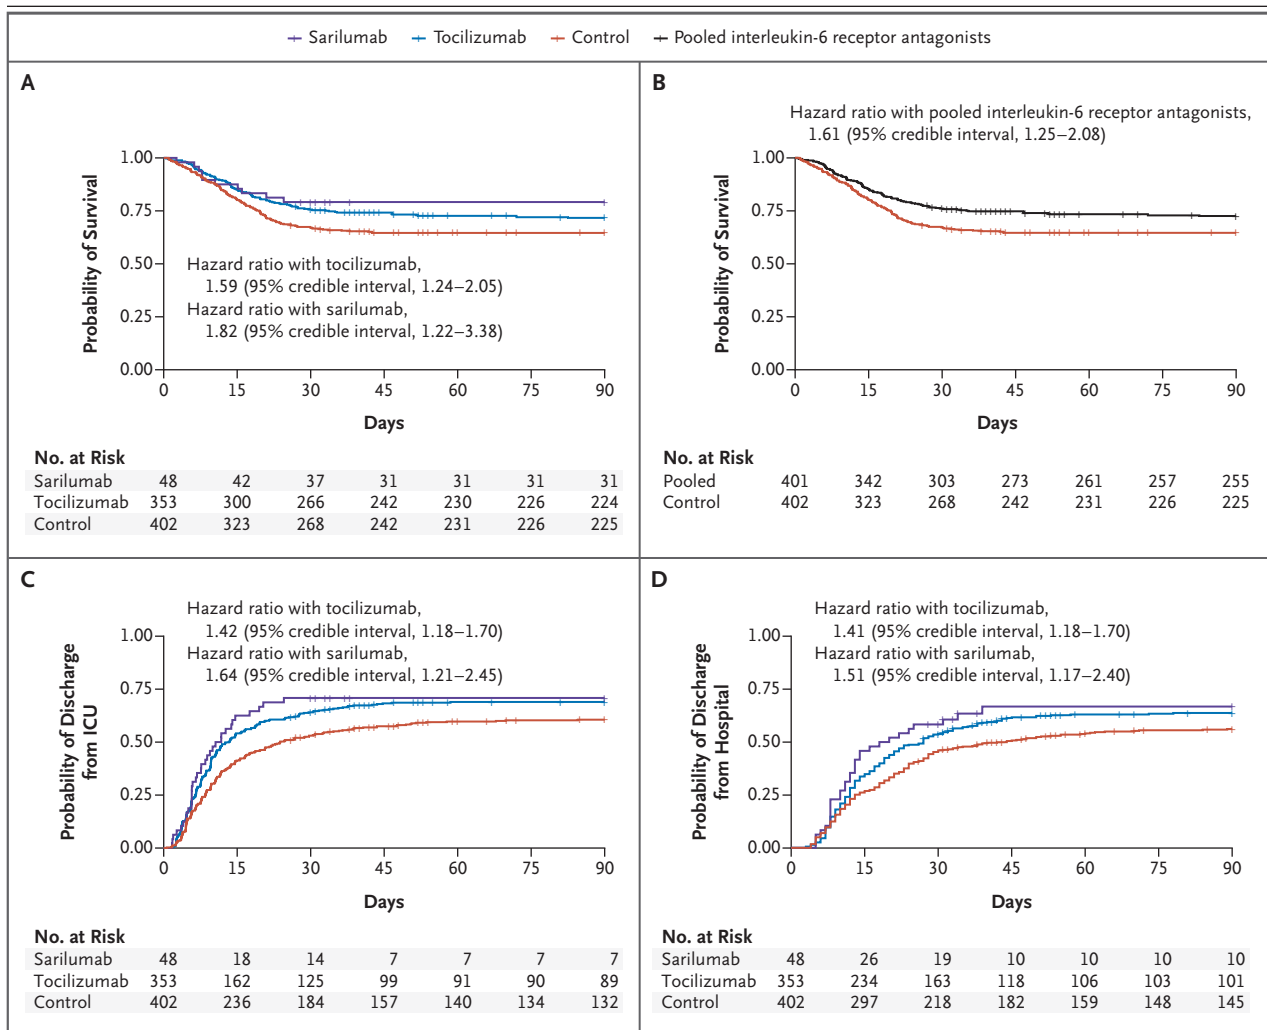 Sarilumab Tocilizumab Control Pooled interleukin-6 receptor antagonists
A
1.00
0.75
0.50
0.25
0.00
Probability of Survival
Hazard ratio with tocilizumab,
1.59 (95% credible interval, 1.24–2.05)
Hazard ratio with sarilumab,
1.82 (95% credible interval, 1.22–3.38)
0 15 30 45 60 75 90
Days
No. at Risk
Sarilumab 48 42 37 31 31 31 31
Tocilizumab 353 300 266 242 230 226 224
Control 402 323 268 242 231 226 225
B
Hazard ratio with pooled interleukin-6 receptor antagonists,
1.61 (95% credible interval, 1.25–2.08)
1.00
0.75
0.50
0.25
0.00
Probability of Survival
0 15 30 45 60 75 90
Days
No. at Risk
Pooled 401 342 303 273 261 257 255
Control 402 323 268 242 231 226 225
C
Hazard ratio with tocilizumab,
1.42 (95% credible interval, 1.18–1.70)
Hazard ratio with sarilumab,
1.64 (95% credible interval, 1.21–2.45)
1.00
0.75
0.50
0.25
0.00
Probability of Discharge
from ICU
0 15 30 45 60 75 90
Days
No. at Risk
Sarilumab 48 18 14 7 7 7 7
Tocilizumab 353 162 125 99 91 90 89
Control 402 236 184 157 140 134 132
D
Hazard ratio with tocilizumab,
1.41 (95% credible interval, 1.18–1.70)
Hazard ratio with sarilumab,
1.51 (95% credible interval, 1.17–2.40)
1.00
0.75
0.50
0.25
0.00
Probability of Discharge
from Hospital
0 15 30 45 60 75 90
Days
No. at Risk
Sarilumab 48 26 19 10 10 10 10
Tocilizumab 353 234 163 118 106 103 101
Control 402 297 218 182 159 148 145